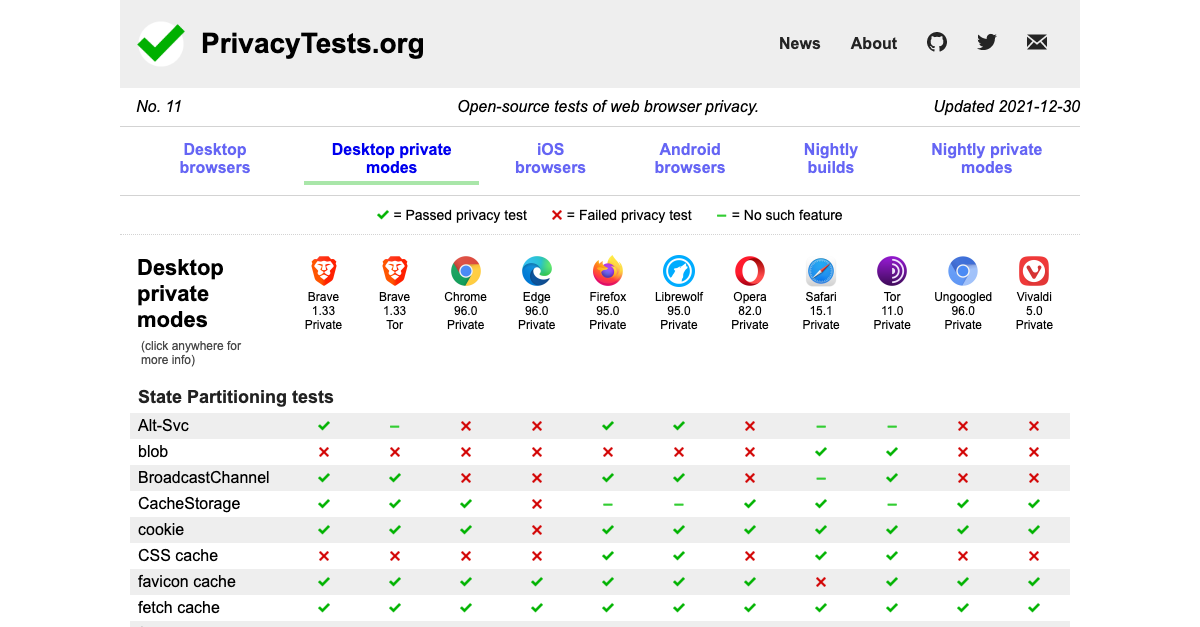 PrivacyTests.org
News About
No. 11 Open-source tests of web browser privacy. Updated 2021-12-30
Desktop browsers Desktop private modes iOS browsers Android browsers Nightly builds Nightly private modes
= Passed privacy test = Failed privacy test = No such feature
Desktop
private
modes
(click anywhere for
more info)
Brave 1.33 Private
Brave 1.33 Tor
Chrome 96.0 Private
Edge 96.0 Private
Firefox 95.0 Private
Librewolf 95.0 Private
Opera 82.0 Private
Safari 15.1 Private
Tor 11.0 Private
Ungoogled 96.0 Private
Vivaldi 5.0 Private
State Partitioning tests
Alt-Svc
blob
BroadcastChannel
CacheStorage
cookie
CSS cache
favicon cache
fetch cache